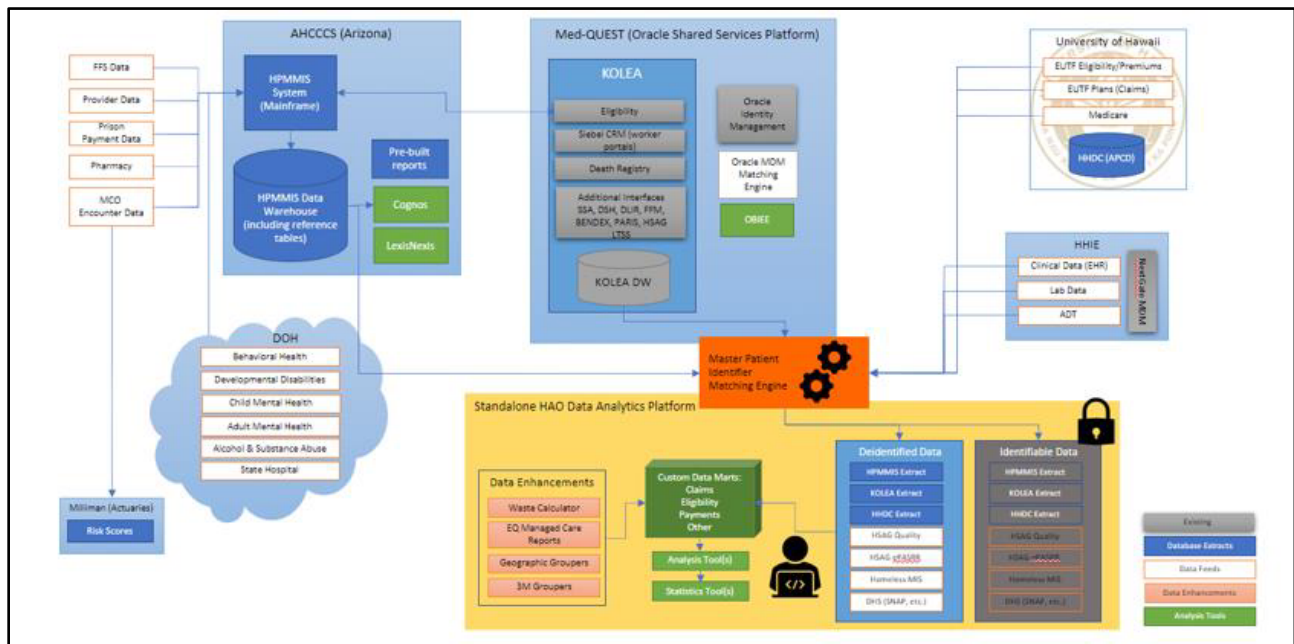 AHCCCS (Arizona)
FFS Data
Provider Data
Prison
Payment Data
Pharmacy
MCO
Encounter Data
HPMMIS
System
(Mainframe)
HPMMIS Data
Warehouse
(including reference
tables)
Pre-built
reports
Cognos
LexisNexis
Med-QUEST (Oracle Shared Services Platform)
KOLEA
Eligibility
Siebel CRM (worker
portals)
Death Registry
Additional Interfaces
SSA, DSH, DLIR, FFM,
BENDEX, PARIS, HSAG
LTSS
KOLEA DW
Oracle
Identity
Management
Oracle MDM
Matching
Engine
OBIEE
University of Hawaii
EUTF Eligibility/Premiums
EUTF Plans (Claims)
Medicare
HHDC (APCD)
HHIE
Clinical Data (EHR)
Lab Data
ADT
NextGate MDM
DOH
Behavioral Health
Developmental Disabilities
Child Mental Health
Adult Mental Health
Alcohol & Substance Abuse
State Hospital
Milliman (Actuaries)
Risk Scores
Master Patient
Identifier
Matching Engine
Standalone HAO Data Analytics Platform
Data Enhancements
Waste Calculator
EQ Managed Care
Reports
Geographic Groupers
3M Groupers
Custom Data Marts:
Claims
Eligibility
Payments
Other
Analysis Tool(s)
Statistics Tool(s)
Deidentified Data
HPMMIS Extract
KOLEA Extract
HHDC Extract
HSAG Quality
HSAG
Homeless MIS
DHS (SNAP, etc.)
Identifiable Data
HPMMIS Extract
KOLEA Extract
HHDC Extract
HSAG Quality
HSAG
Homeless MIS
DHS (SNAP, etc.)
Existing
Database Extracts
Data Feeds
Data Enhancements
Analysis Tools